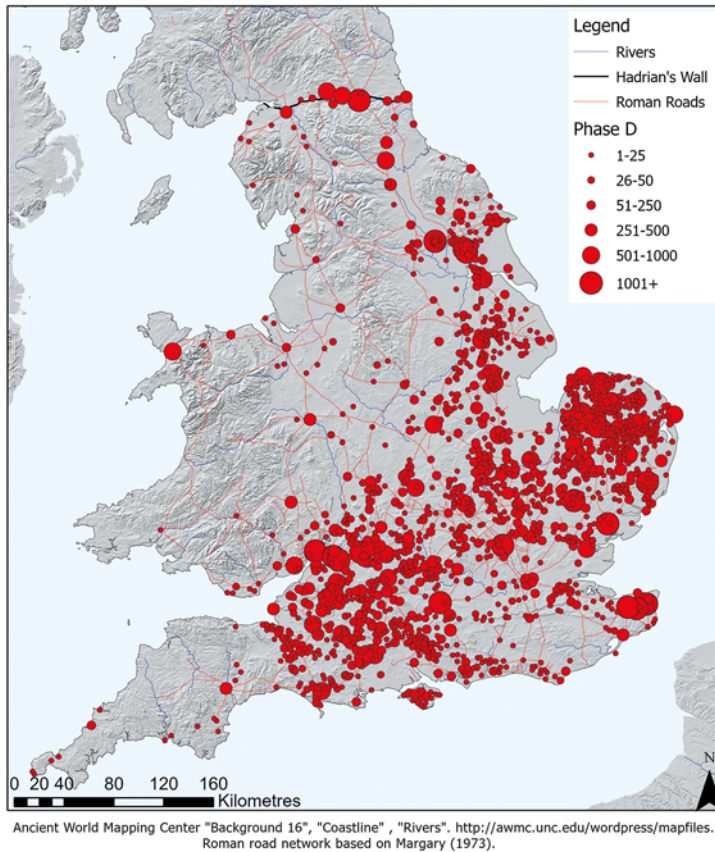 Legend
Rivers
Hadrian's Wall
Roman Roads
Phase D
1-25
26-50
51-250
251-500
501-1000
1001+
N
0 20 40 80 120 160
Kilometres
Ancient World Mapping Center "Background 16", "Coastline" , "Rivers". http://awmc.unc.edu/wordpress/mapfiles.
Roman road network based on Margary (1973).